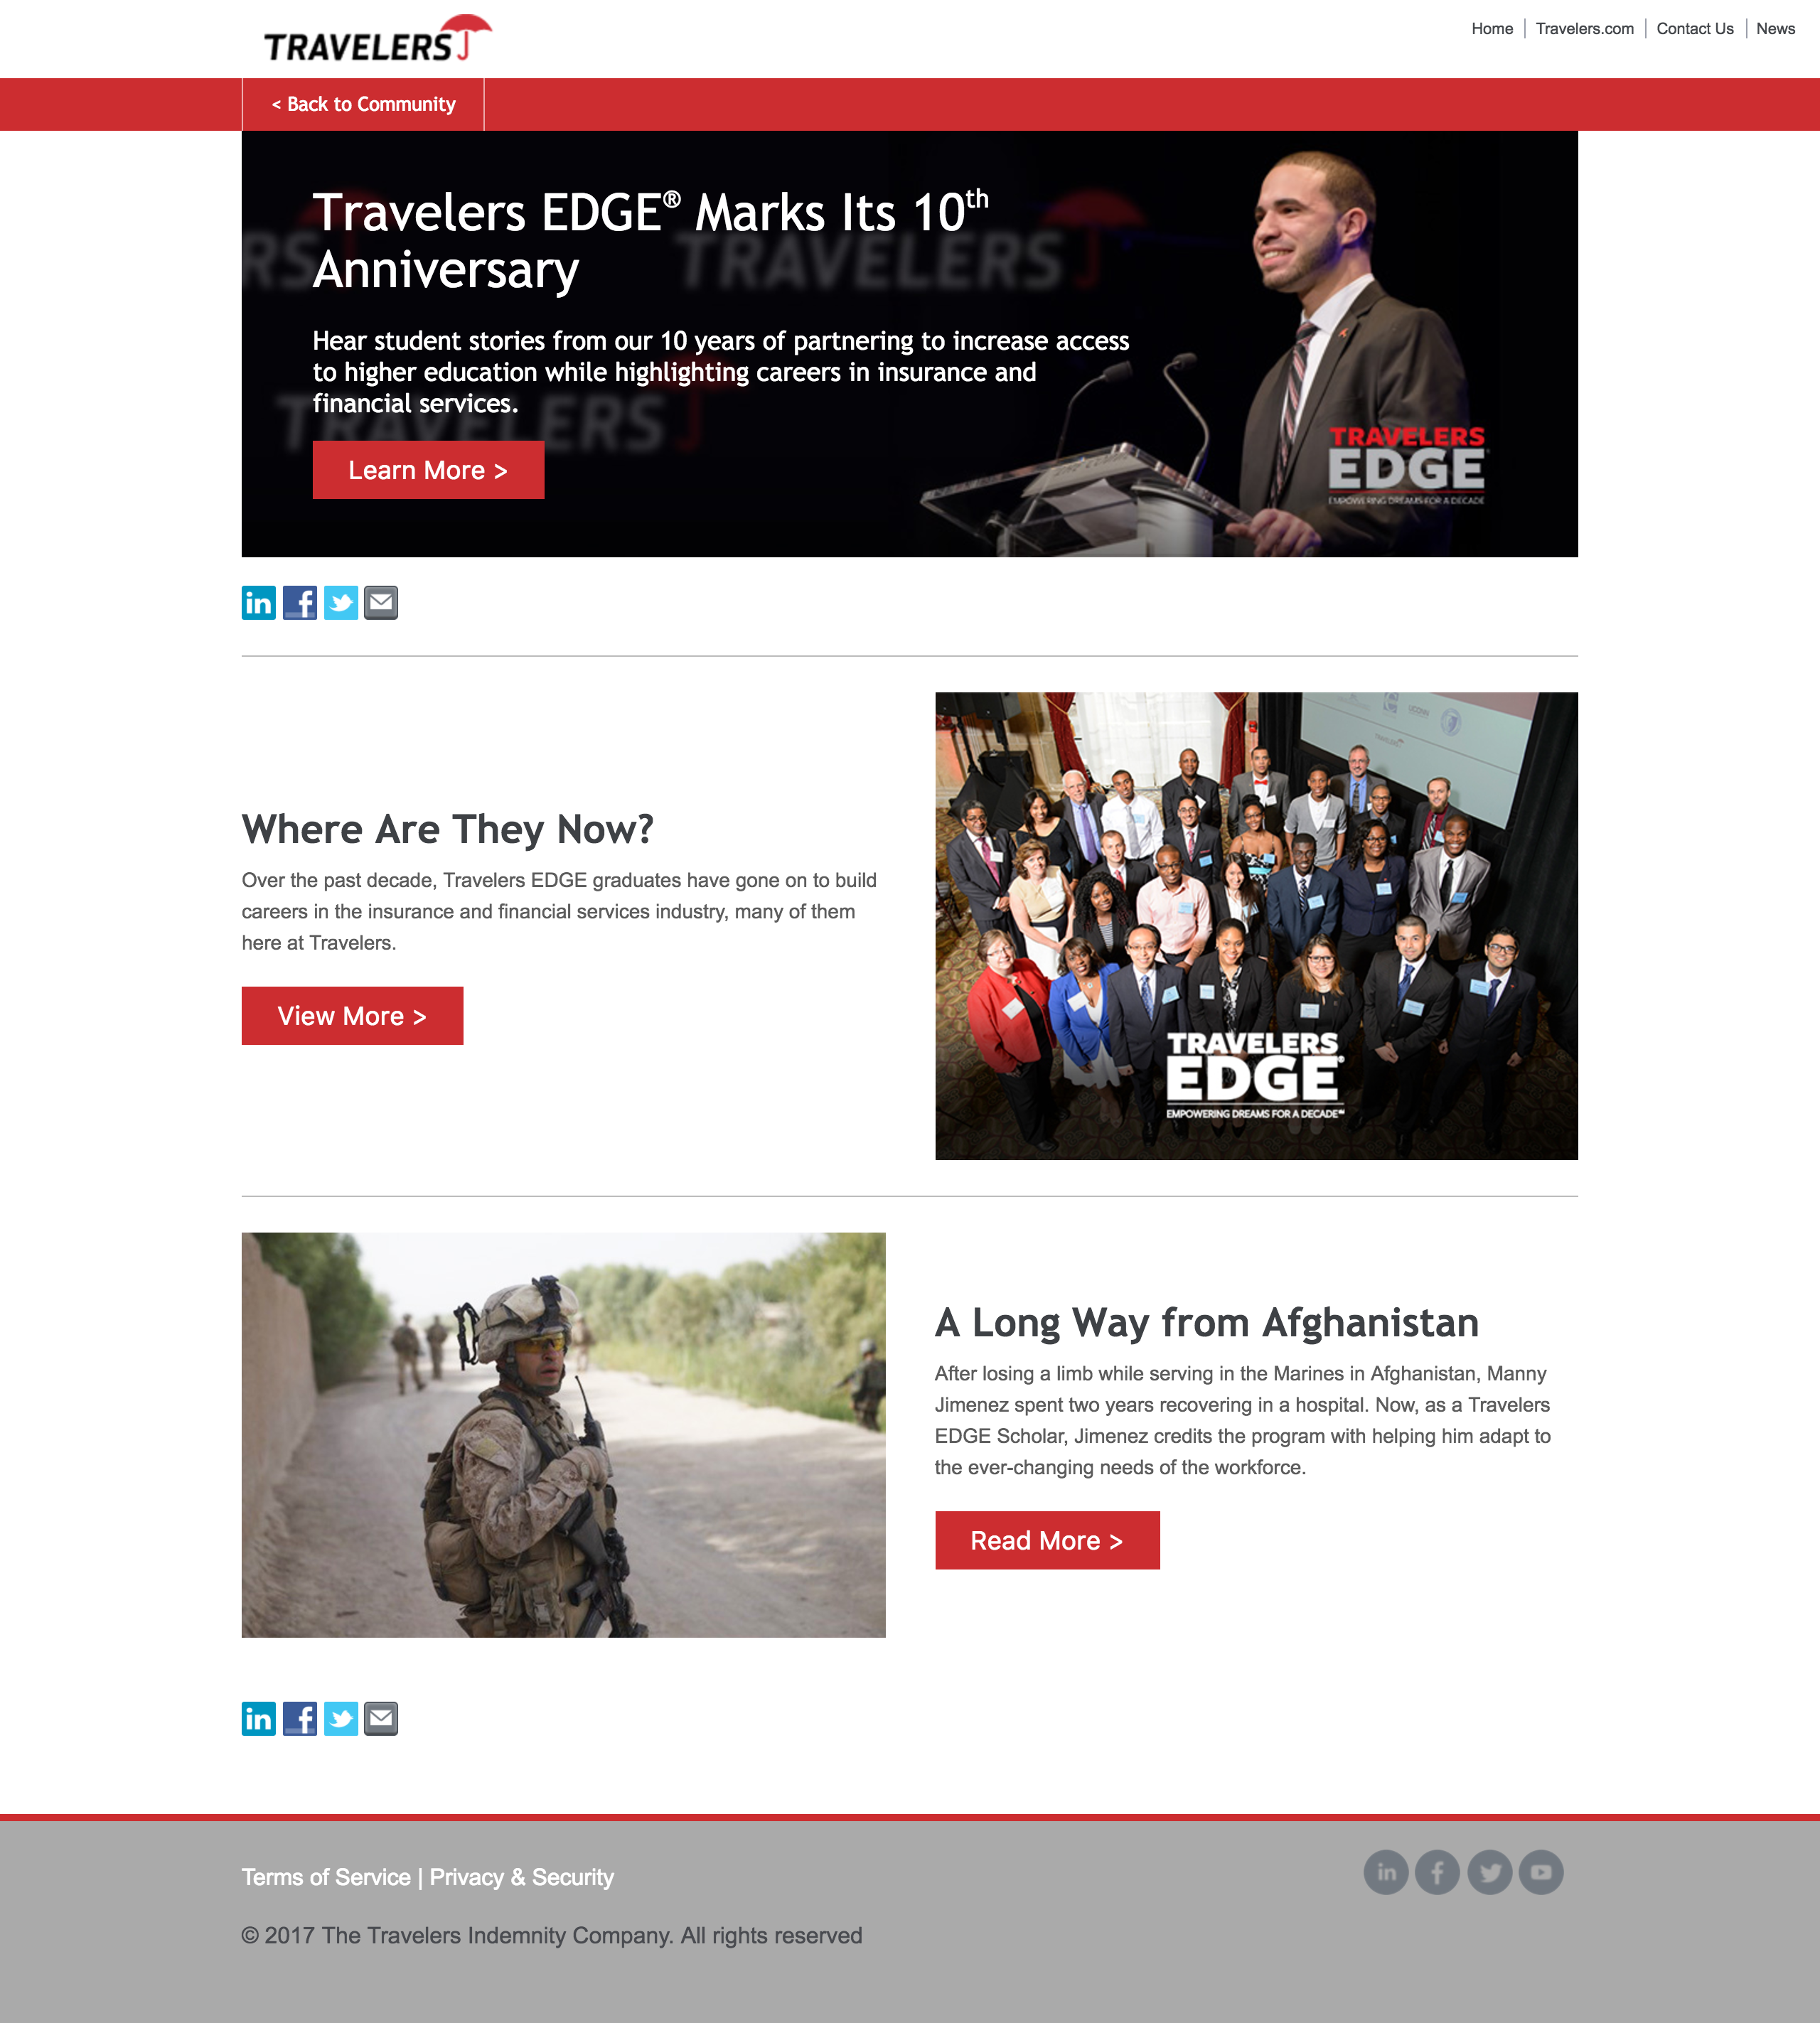 TRAVELERS
Home
Travelers.com
Contact Us
News
< Back to Community
Travelers EDGE® Marks Its 10th
Anniversary
Hear student stories from our 10 years of partnering to increase access
to higher education while highlighting careers in insurance and
financial services.
Learn More >
TRAVELERS
TRAVELERS
TRAVELERS
EDGE
EMPOWERING DREAMS FOR A DECADE
in f
Where Are They Now?
Over the past decade, Travelers EDGE graduates have gone on to build
careers in the insurance and financial services industry, many of them
here at Travelers.
View More >
UCONN
TRAVELERS
EDGE®
EMPOWERING DREAMS FOR A DECADE℠
A Long Way from Afghanistan
After losing a limb while serving in the Marines in Afghanistan, Manny
Jimenez spent two years recovering in a hospital. Now, as a Travelers
EDGE Scholar, Jimenez credits the program with helping him adapt to
the ever-changing needs of the workforce.
Read More >
in f
Terms of Service | Privacy & Security
in f
© 2017 The Travelers Indemnity Company. All rights reserved